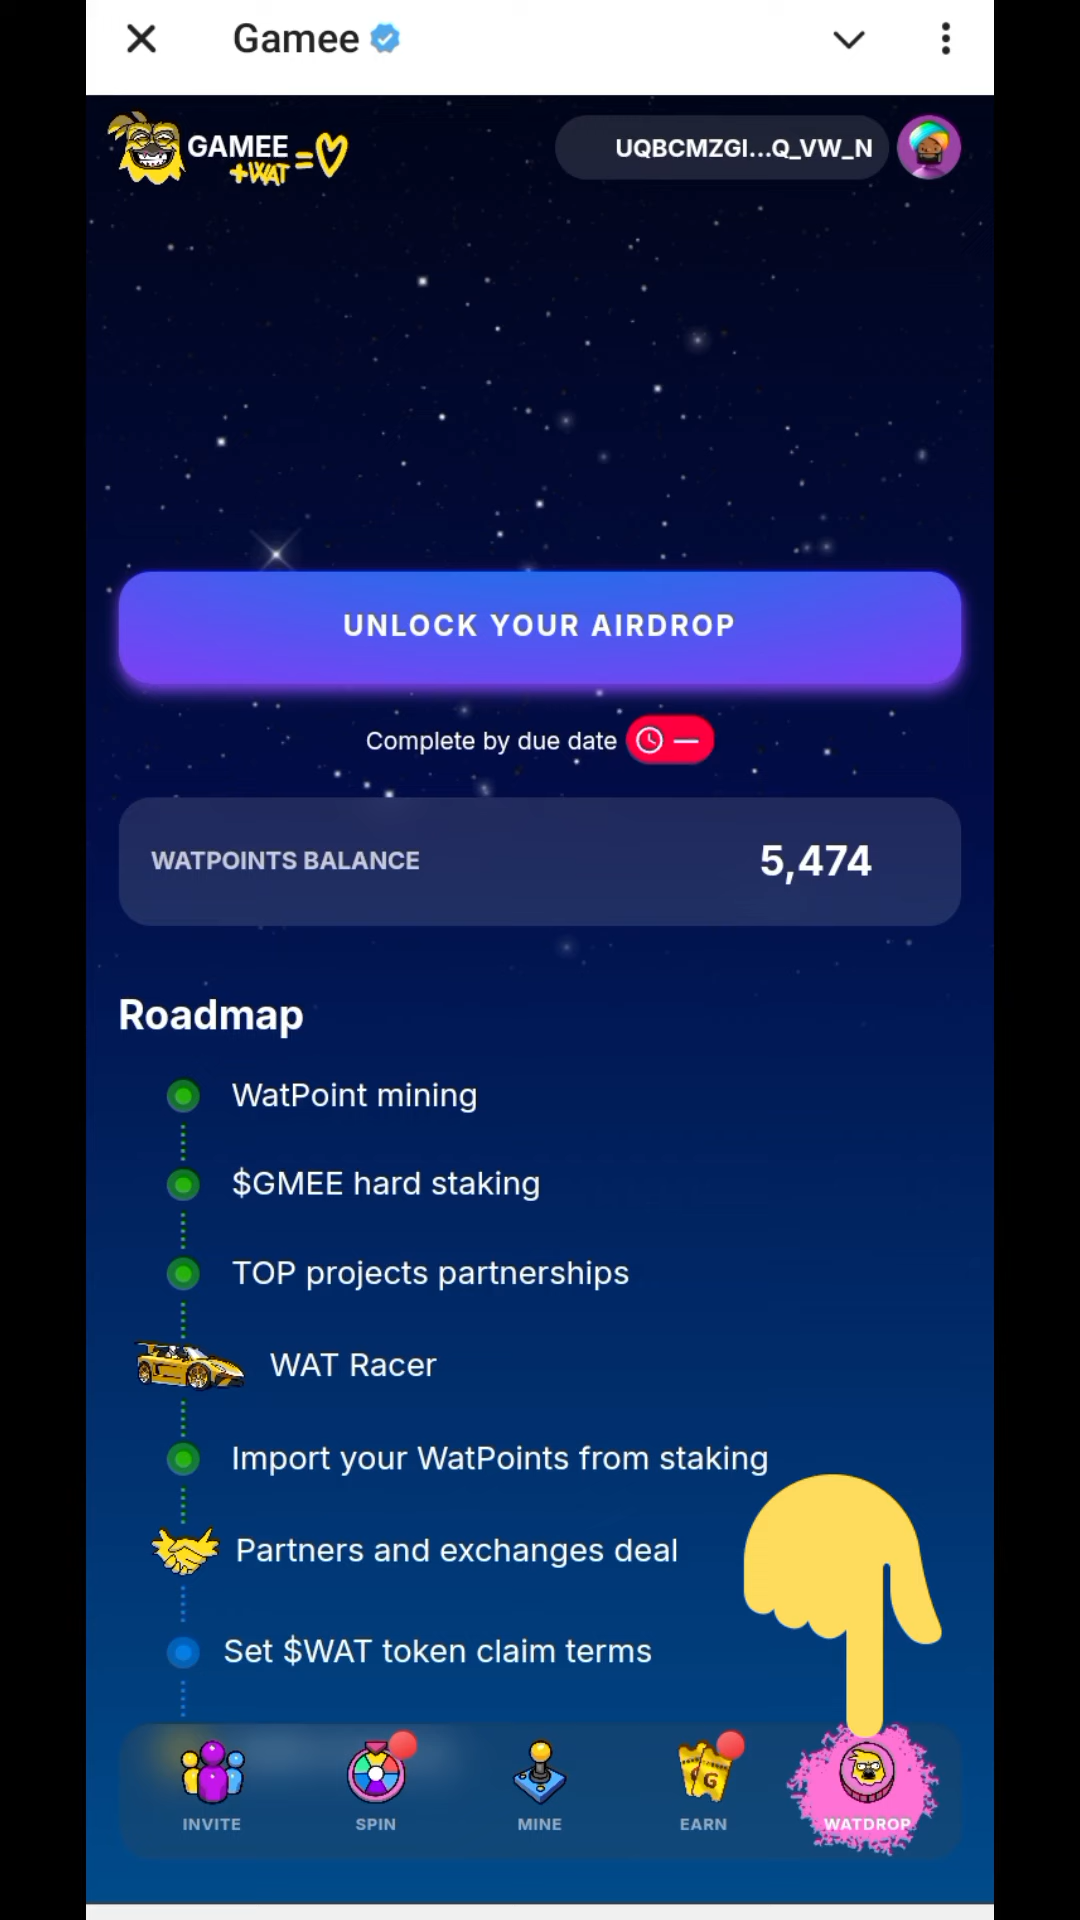 Gamee
GAMEE
+WAT =
UQBCMZGI...Q_VW_N
UNLOCK YOUR AIRDROP
Complete by due date —
WATPOINTS BALANCE
5,474
Roadmap
WatPoint mining
$GMEE hard staking
TOP projects partnerships
WAT Racer
Import your WatPoints from staking
Partners and exchanges deal
Set $WAT token claim terms
G
INVITE
SPIN
MINE
EARN
WATDROP